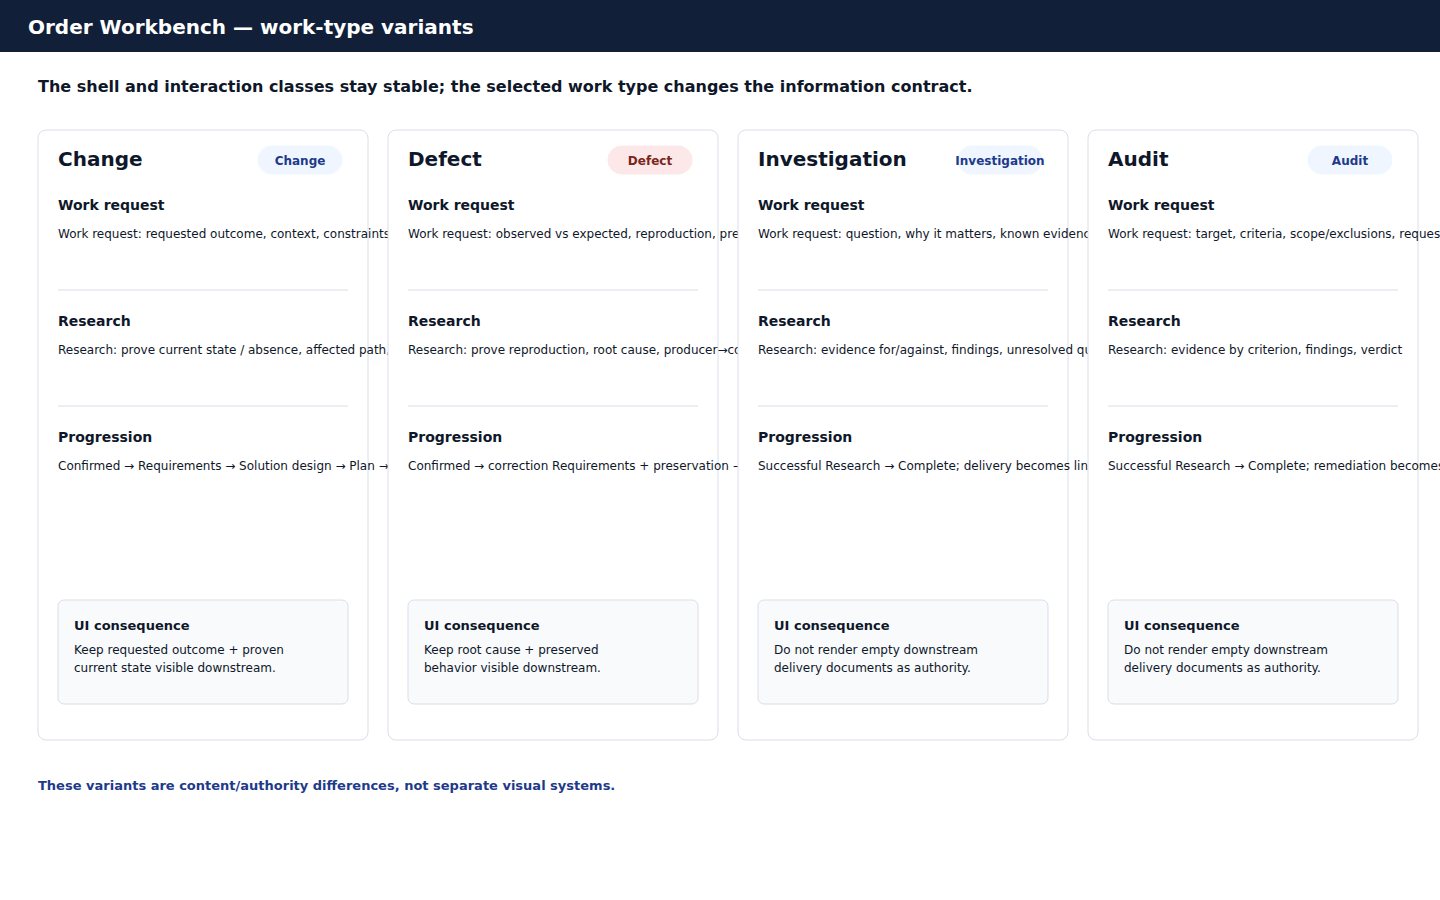 Order Workbench — work-type variants
The shell and interaction classes stay stable; the selected work type changes the information contract.
Change
Change
Work request
Work request: requested outcome, context, constraints
Research
Research: prove current state / absence, affected path,
Progression
Confirmed → Requirements → Solution design → Plan →
UI consequence
Keep requested outcome + proven
current state visible downstream.
Defect
Defect
Work request
Work request: observed vs expected, reproduction,
Research
Research: prove reproduction, root cause,
Progression
Confirmed → correction Requirements + preservation
UI consequence
Keep root cause + preserved
behavior visible downstream.
Investigation
Investigation
Work request
Work request: question, why it matters, known
Research
Research: evidence for/against, findings, unresolved
Progression
Successful Research → Complete; delivery becomes
UI consequence
Do not render empty downstream
delivery documents as authority.
Audit
Audit
Work request
Work request: target, criteria, scope/exclusions,
Research
Research: evidence by criterion, findings, verdict
Progression
Successful Research → Complete; remediation becomes
UI consequence
Do not render empty downstream
delivery documents as authority.
These variants are content/authority differences, not separate visual systems.